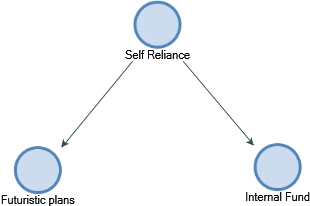 Self Reliance
Futuristic plans
Internal Fund